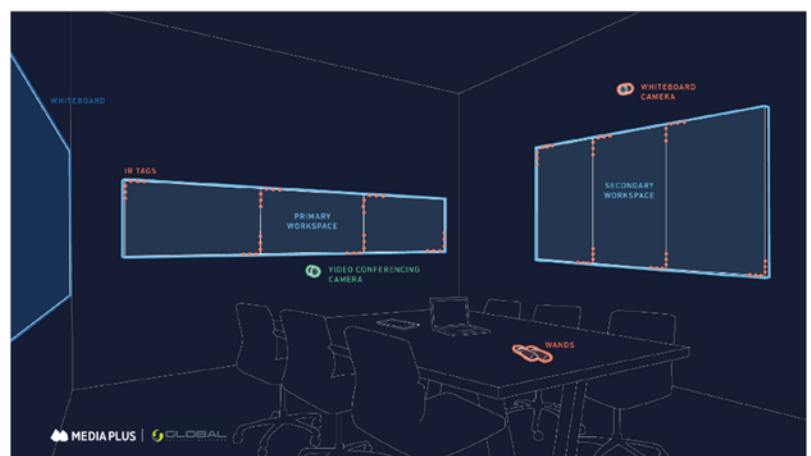 WHITEBOARD
WHITEBOARD
CAMERA
IR TAGS
SECONDARY
WORKSPACE
PRIMARY
WORKSPACE
VIDEO CONFERENCING
CAMERA
WANDS
MEDIAPLUS
GLOBAL